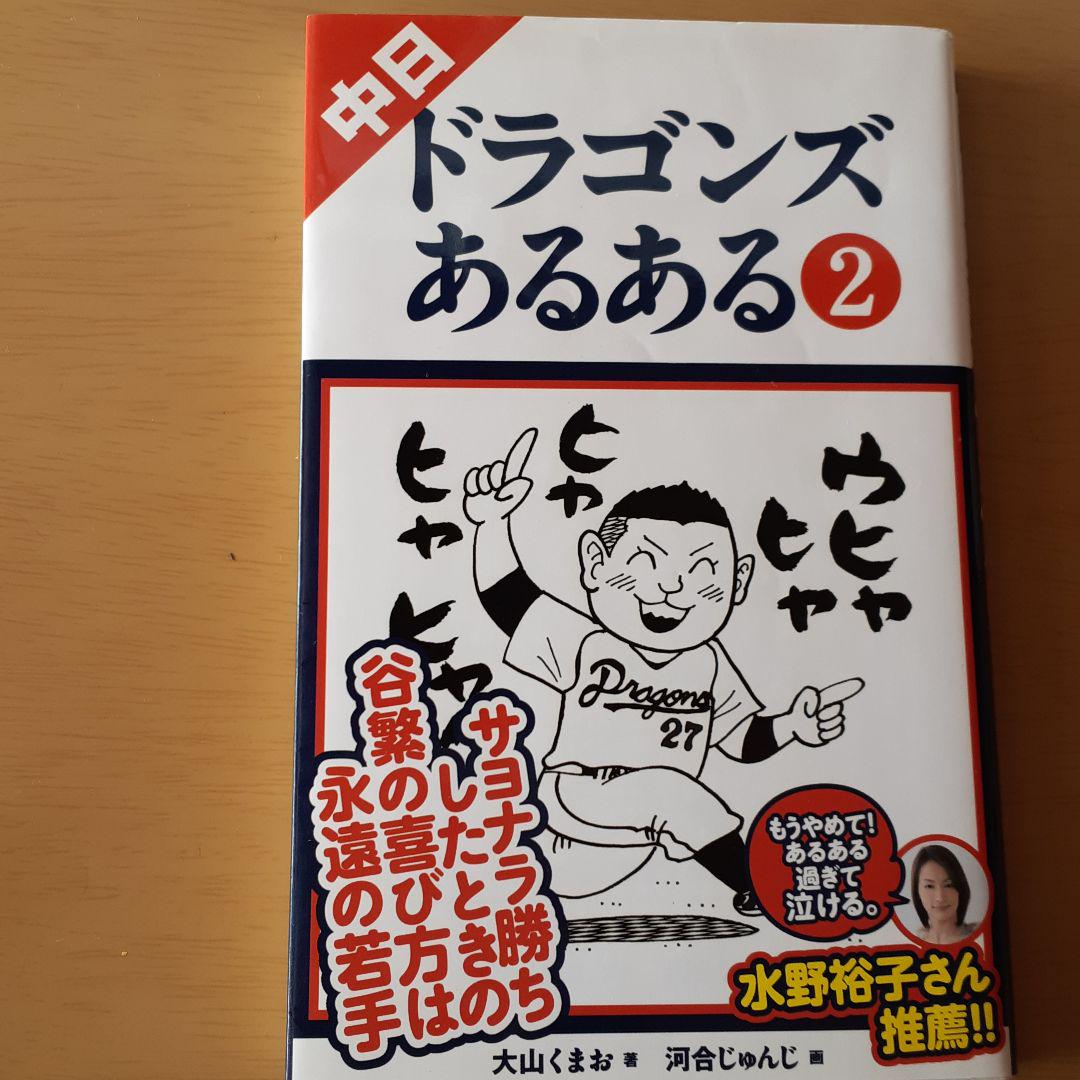 中日
ドラゴンズ
あるある2
ヒャ
ヒャ
ウヒャ
ヒャ
ヒャ
Dragons
27
サヨナラ勝ち
したときの
谷繁の喜び方は
永遠の若手
もうやめて!
あるある
過ぎて
泣ける。
水野裕子さん
推薦!!
大山くまお 著 河合じゅんじ 画